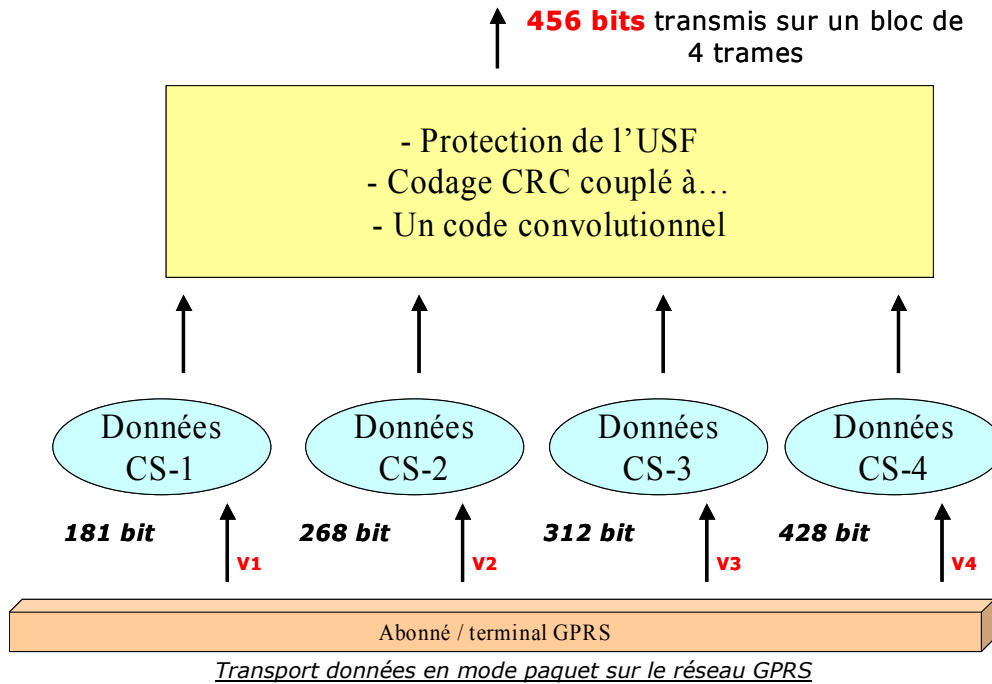 456 bits transmis sur un bloc de
4 trames
- Protection de l’USF
- Codage CRC couplé à…
- Un code convolutionnel
Données
CS-1
Données
CS-2
Données
CS-3
Données
CS-4
181 bit
268 bit
312 bit
428 bit
V1
V2
V3
V4
Abonné / terminal GPRS
Transport données en mode paquet sur le réseau GPRS